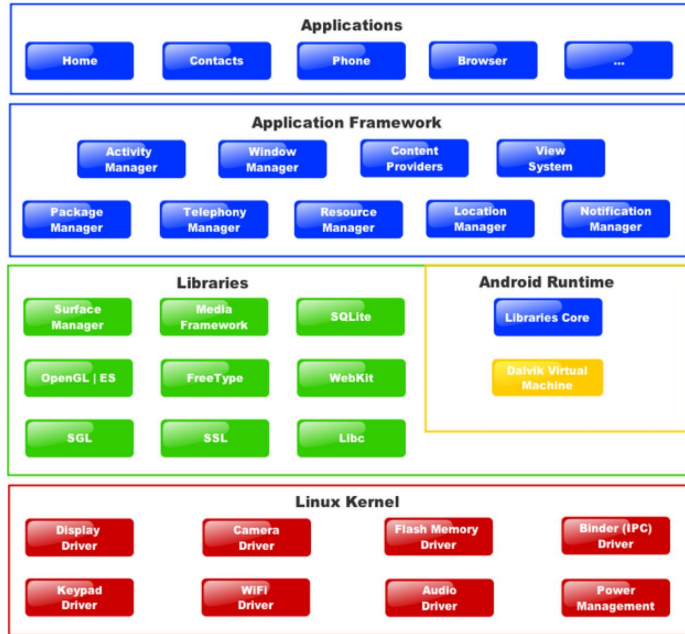 Applications
Home
Contacts
Phone
Browser
...
Application Framework
Activity
Manager
Window
Manager
Content
Providers
View
System
Package
Manager
Telephony
Manager
Resource
Manager
Location
Manager
Notification
Manager
Libraries
Surface
Manager
Media
Framework
SQLite
OpenGL | ES
FreeType
WebKit
SGL
SSL
Libc
Android Runtime
Libraries Core
Dalvik Virtual
Machine
Linux Kernel
Display
Driver
Camera
Driver
Flash Memory
Driver
Binder (IPC)
Driver
Keypad
Driver
WiFi
Driver
Audio
Driver
Power
Management